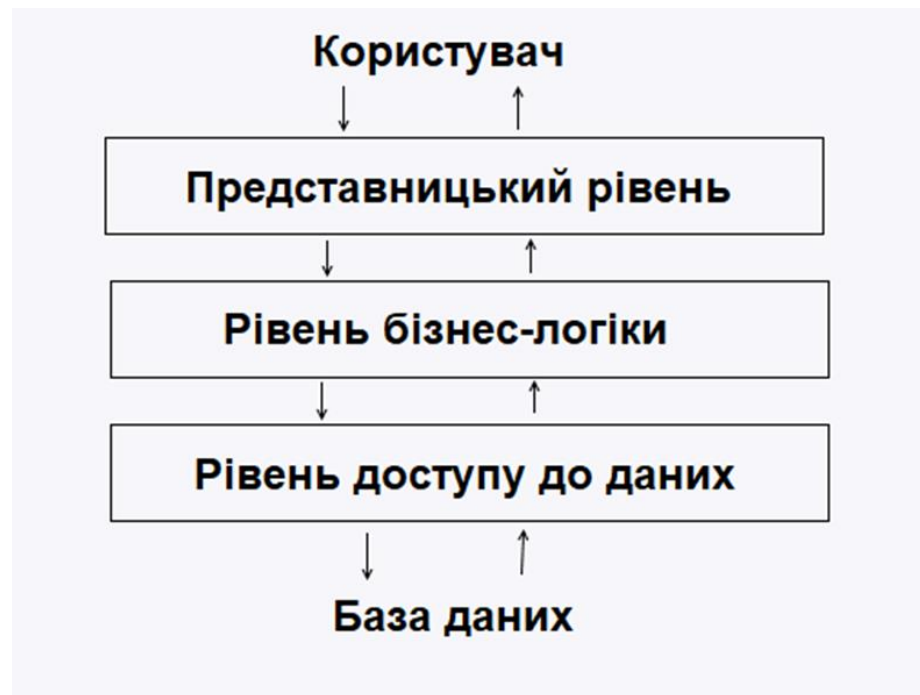 Користувач
Представницький рівень
Рівень бізнес-логіки
Рівень доступу до даних
База даних